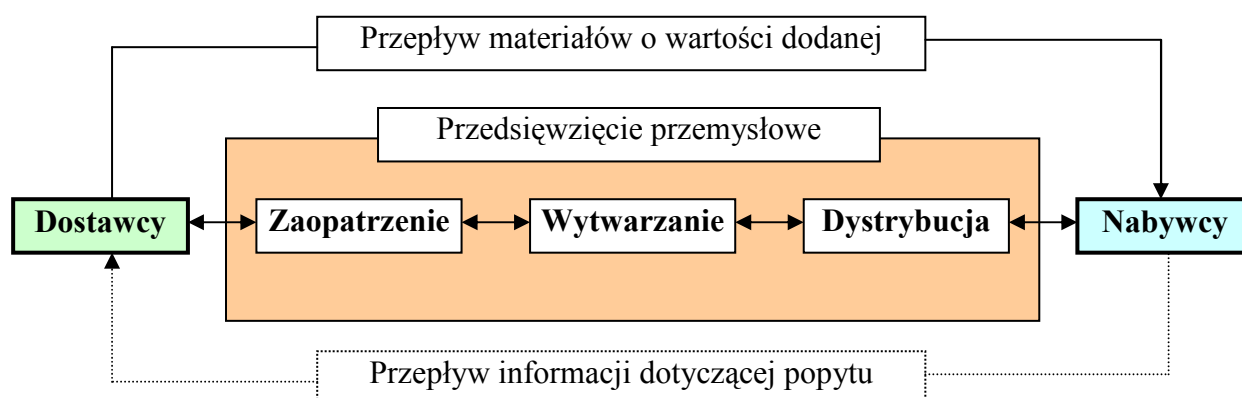 Przepływ materiałów o wartości dodanej
Przedsięwzięcie przemysłowe
Dostawcy
Zaopatrzenie
Wytwarzanie
Dystrybucja
Nabywcy
Przepływ informacji dotyczącej popytu